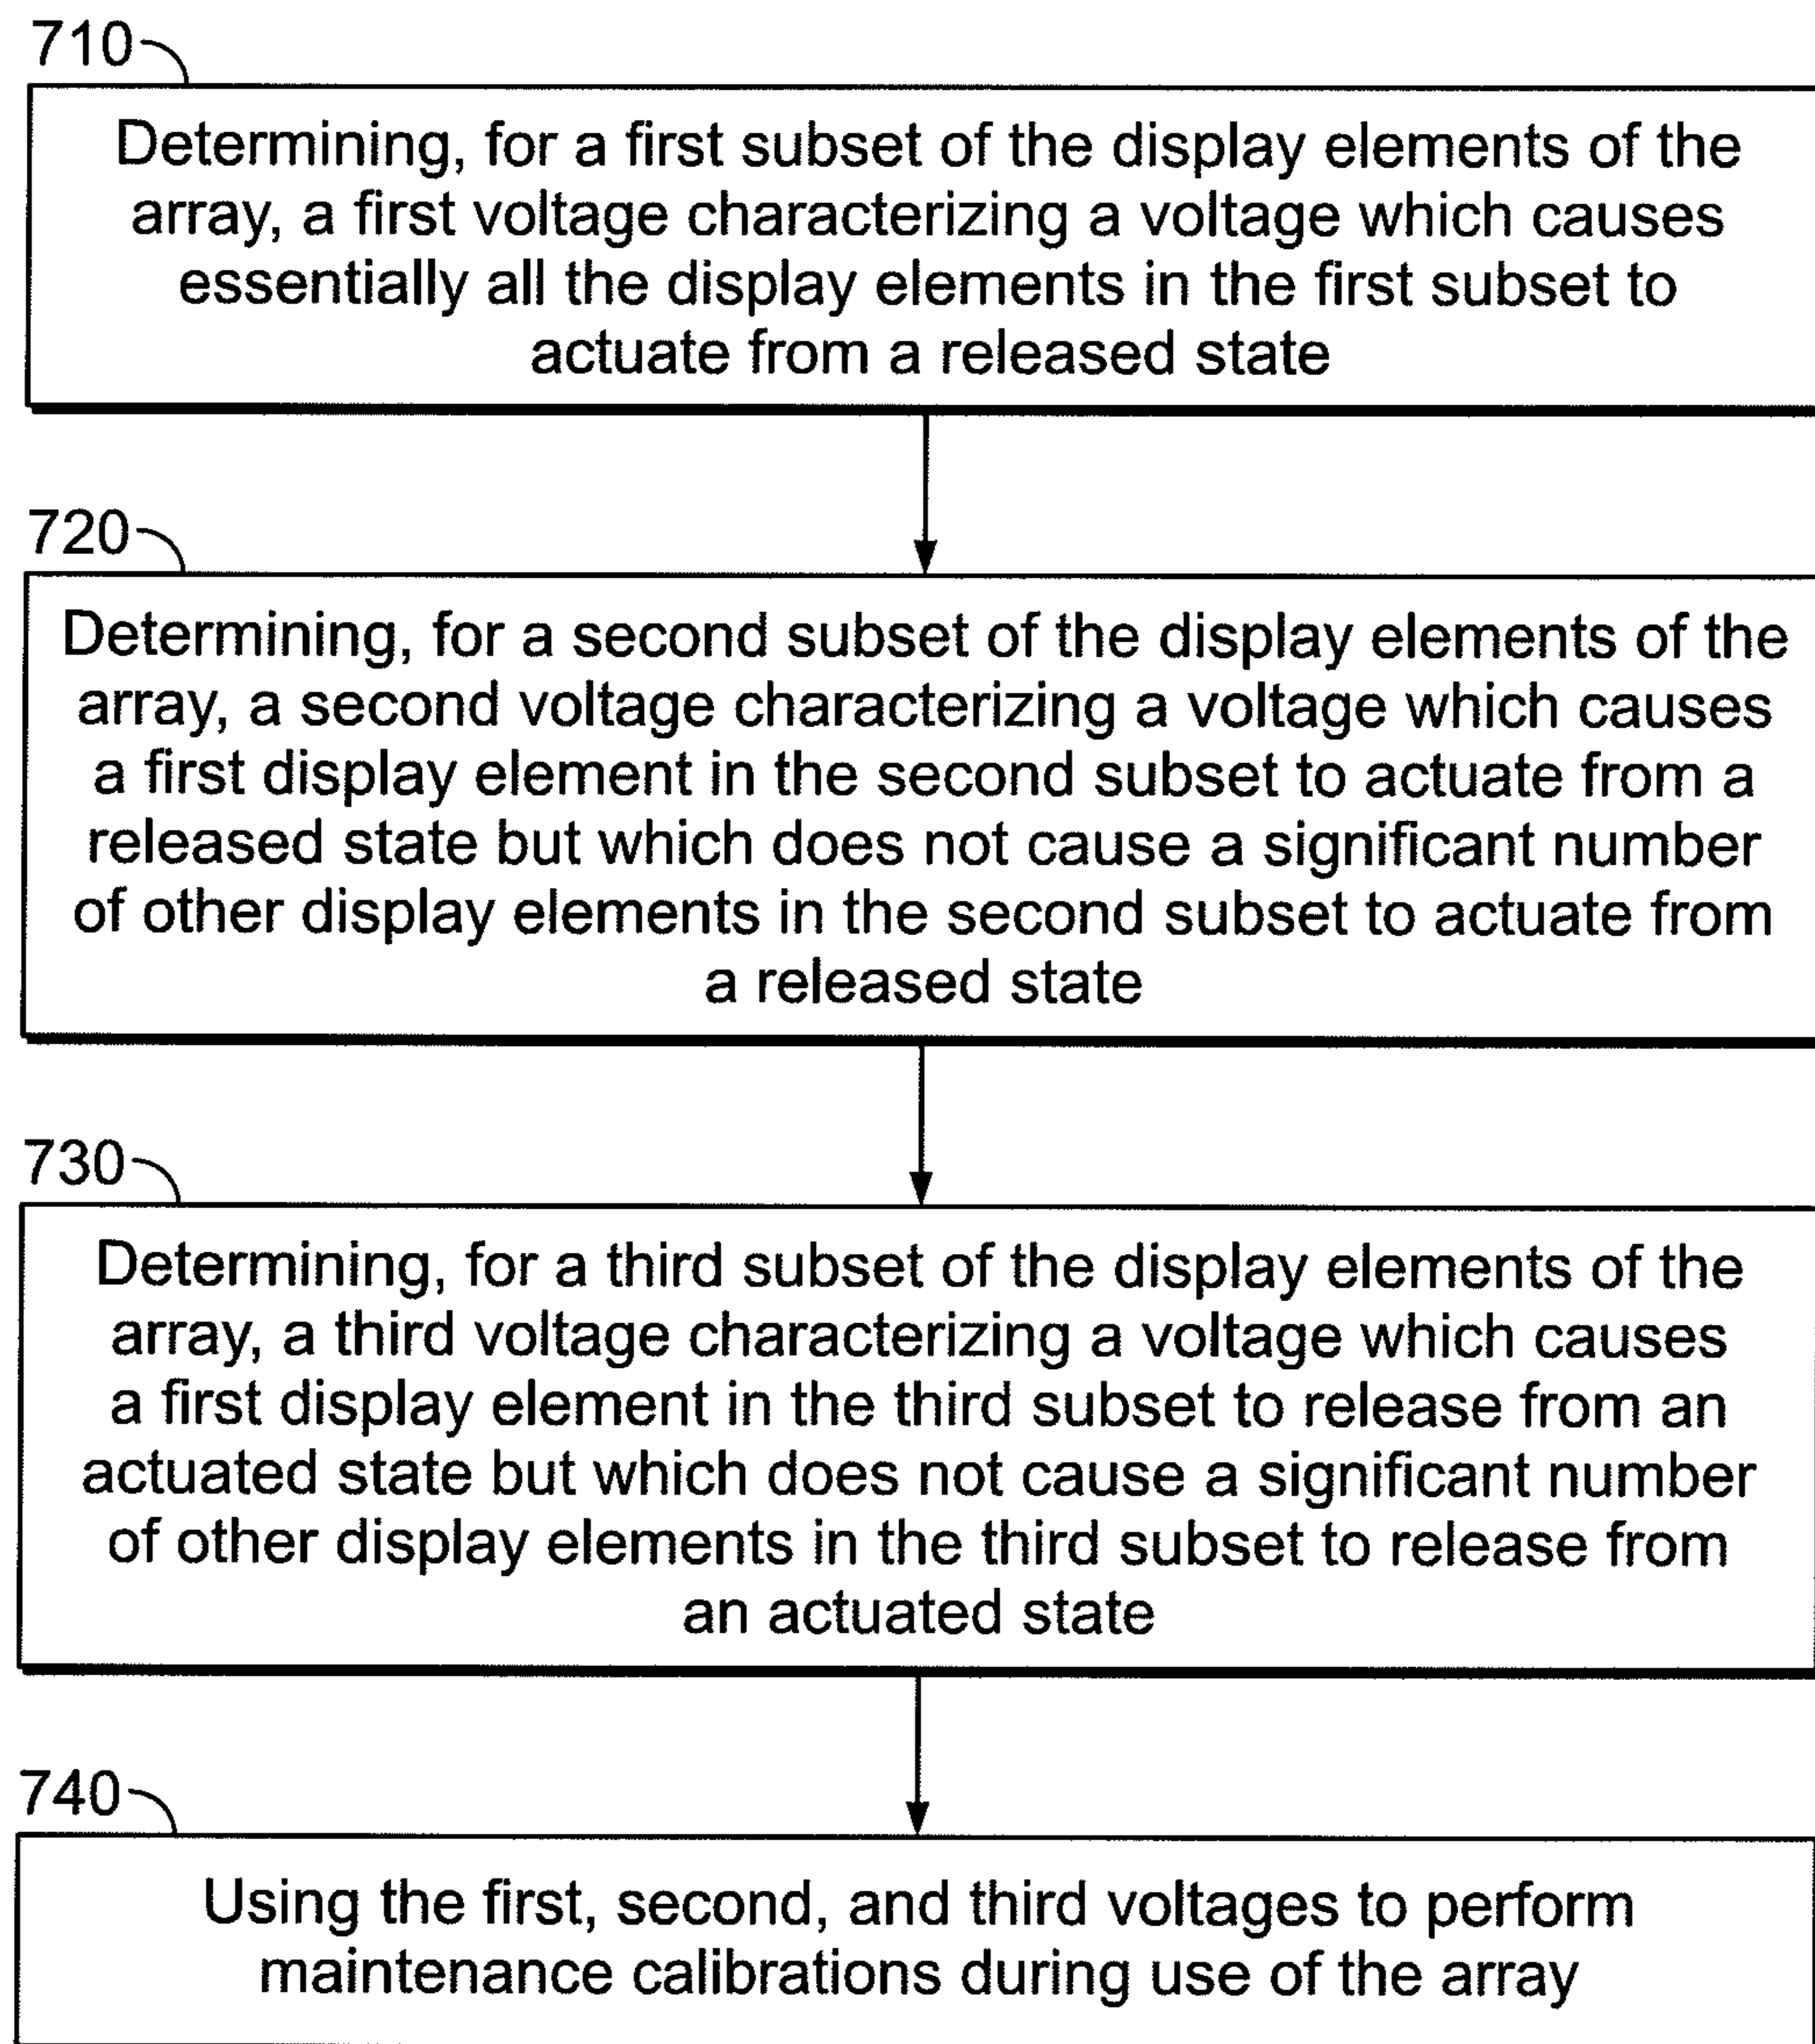 710
Determining, for a first subset of the display elements of the
array, a first voltage characterizing a voltage which causes
essentially all the display elements in the first subset to
actuate from a released state
720
Determining, for a second subset of the display elements of the
array, a second voltage characterizing a voltage which causes
a first display element in the second subset to actuate from a
released state but which does not cause a significant number
of other display elements in the second subset to actuate from
a released state
730
Determining, for a third subset of the display elements of the
array, a third voltage characterizing a voltage which causes
a first display element in the third subset to release from an
actuated state but which does not cause a significant number
of other display elements in the third subset to release from
an actuated state
740
Using the first, second, and third voltages to perform
maintenance calibrations during use of the array